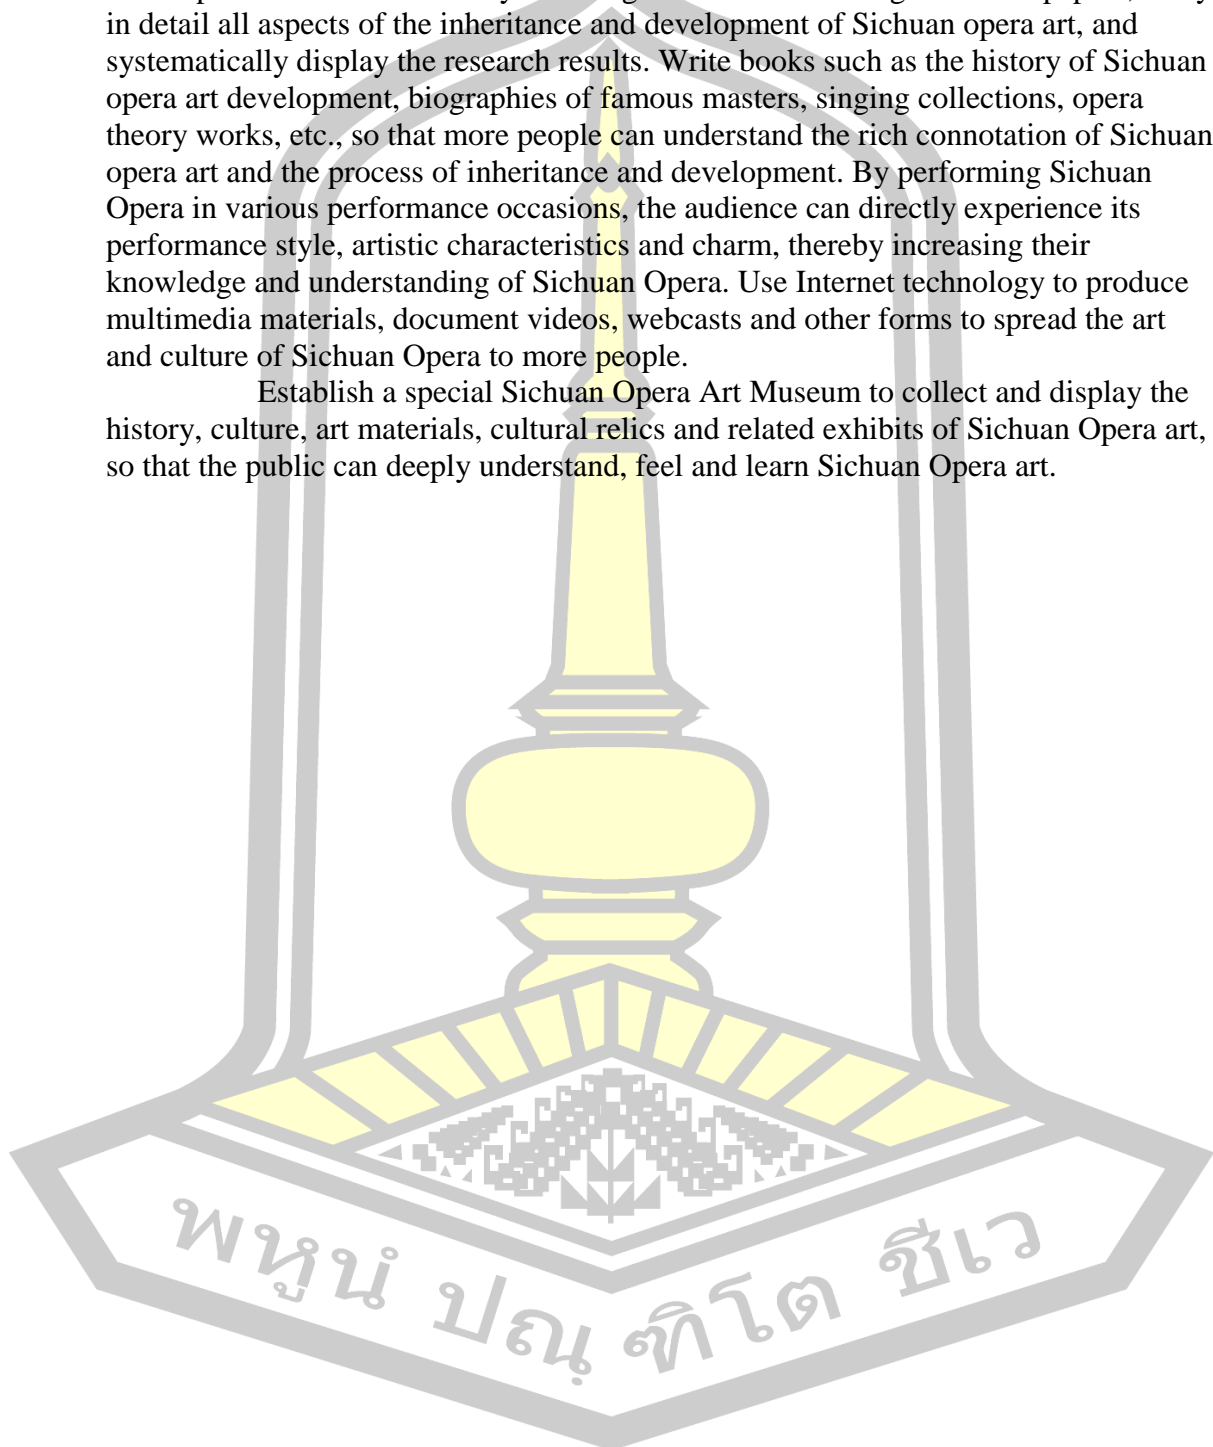 in detail all aspects of the inheritance and development of Sichuan opera art, and
systematically display the research results. Write books such as the history of Sichuan
opera art development, biographies of famous masters, singing collections, opera
theory works, etc., so that more people can understand the rich connotation of Sichuan
opera art and the process of inheritance and development. By performing Sichuan
Opera in various performance occasions, the audience can directly experience its
performance style, artistic characteristics and charm, thereby increasing their
knowledge and understanding of Sichuan Opera. Use Internet technology to produce
multimedia materials, document videos, webcasts and other forms to spread the art
and culture of Sichuan Opera to more people.
Establish a special Sichuan Opera Art Museum to collect and display the
history, culture, art materials, cultural relics and related exhibits of Sichuan Opera art,
so that the public can deeply understand, feel and learn Sichuan Opera art.
พหูนํ ปณฺฑิโต ชีเว